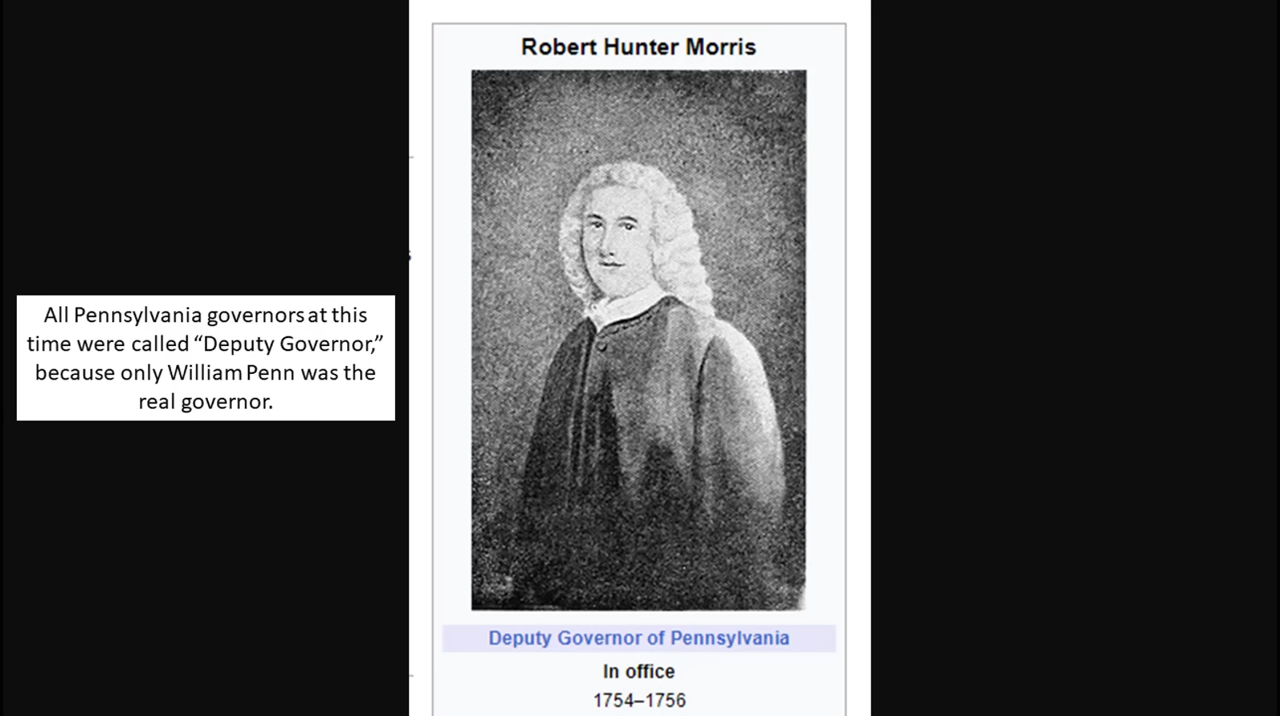 Robert Hunter Morris
All Pennsylvania governors at this
time were called “Deputy Governor,”
because only William Penn was the
real governor.
Deputy Governor of Pennsylvania
In office
1754–1756